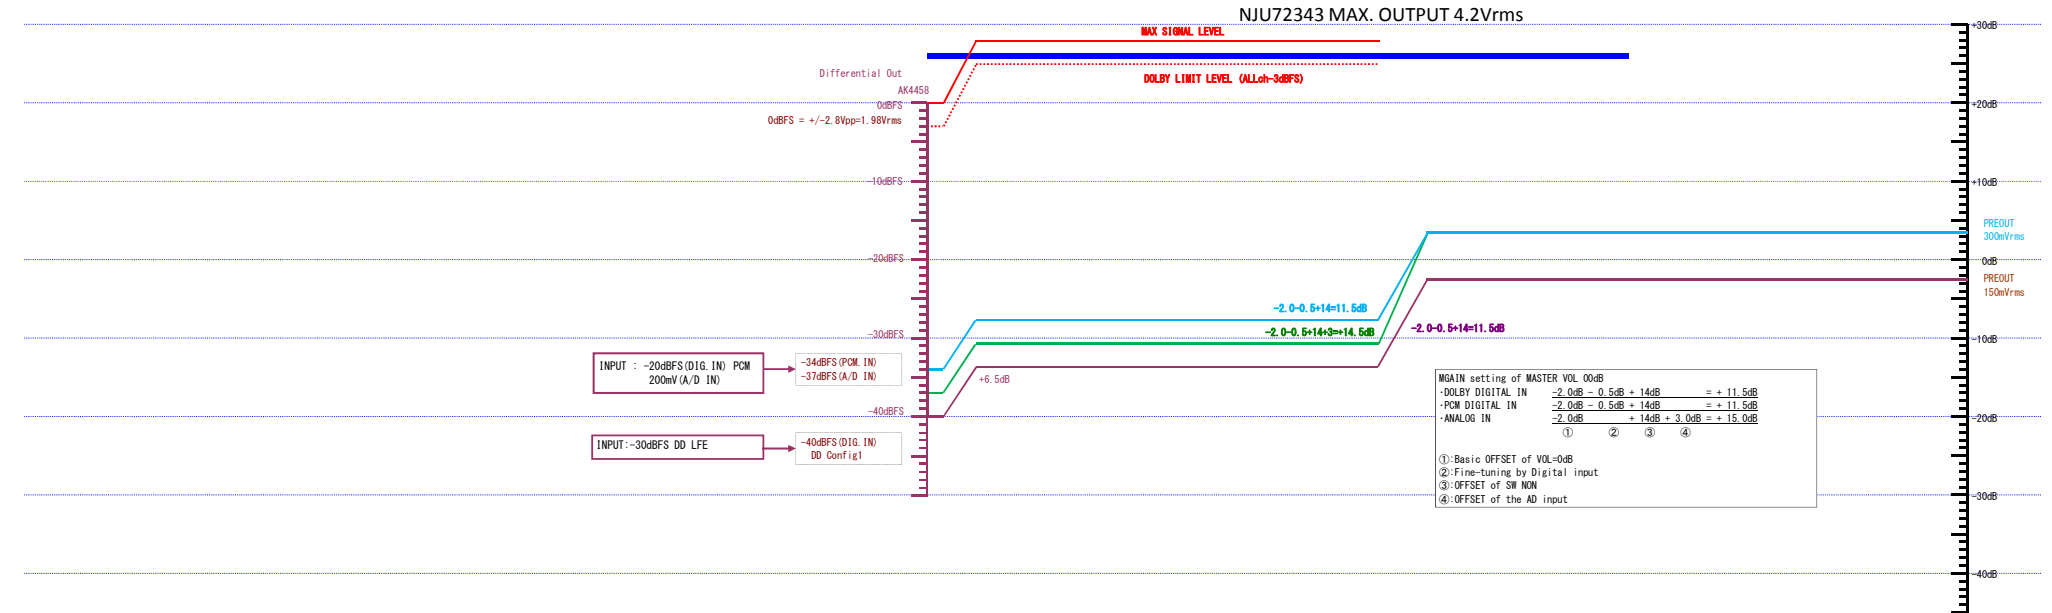 NJU72343 MAX. OUTPUT 4.2Vrms
+30dB
MAX SIGNAL LEVEL
Differential Out
DOLBY LIMIT LEVEL (ALLch-3dBFS)
AK4458
0dBFS
+20dB
0dBFS = +/-2.8Vpp=1.98Vrms
-10dBFS
+10dB
PREOUT
300mVrms
-20dBFS
0dB
PREOUT
150mVrms
-2.0-0.5+14=11.5dB
-2.0-0.5+14+3=+14.5dB
-2.0-0.5+14=11.5dB
-30dBFS
-10dB
INPUT : -20dBFS(DIG.IN) PCM
200mV(A/D IN)
-34dBFS(PCM.IN)
-37dBFS(A/D IN)
+6.5dB
MGAIN setting of MASTER VOL 00dB
・DOLBY DIGITAL IN -2.0dB - 0.5dB + 14dB = + 11.5dB
・PCM DIGITAL IN -2.0dB - 0.5dB + 14dB = + 11.5dB
・ANALOG IN -2.0dB + 14dB + 3.0dB = + 15.0dB
① ② ③ ④
①:Basic OFFSET of VOL=0dB
②:Fine-tuning by Digital input
③:OFFSET of SW NON
④:OFFSET of the AD input
-40dBFS
-20dB
INPUT:-30dBFS DD LFE
-40dBFS(DIG.IN)
DD Config1
-30dB
-40dB